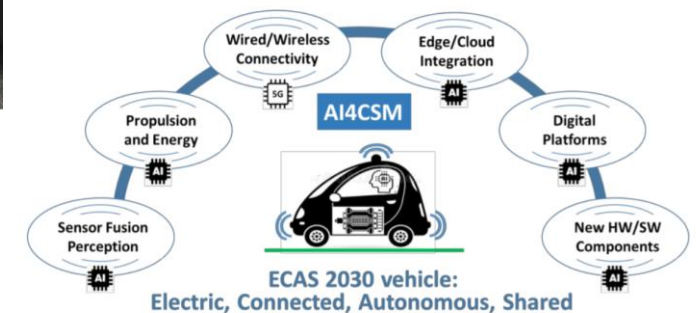 Wired/Wireless
Connectivity
5G
Edge/Cloud
Integration
AI
AI4CSM
Propulsion
and Energy
AI
Digital
Platforms
AI
AI
Sensor Fusion
Perception
AI
New HW/SW
Components
AI
ECAS 2030 vehicle:
Electric, Connected, Autonomous, Shared